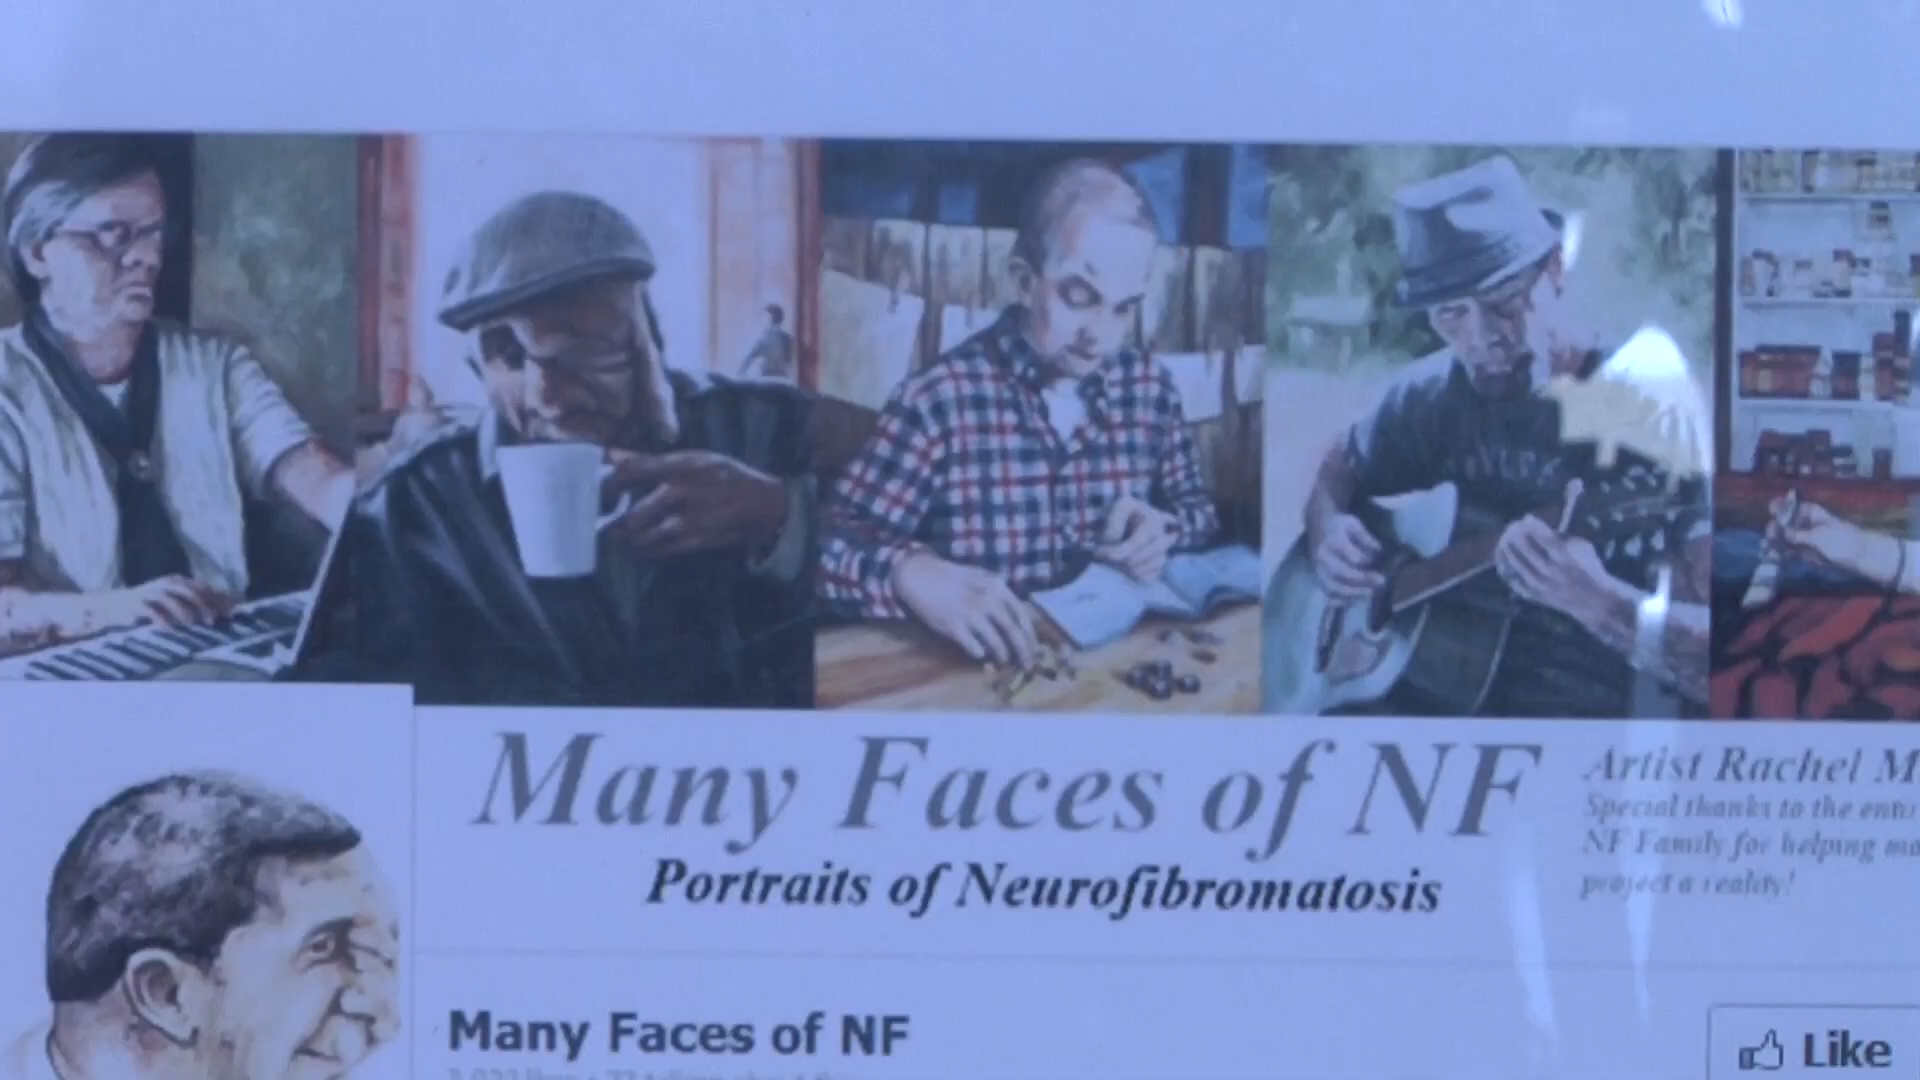 Many Faces of NF
Portraits of Neurofibromatosis
Artist Rachel M
Special thanks to the enti
NF Family for helping ma
project a reality!
Many Faces of NF
Like